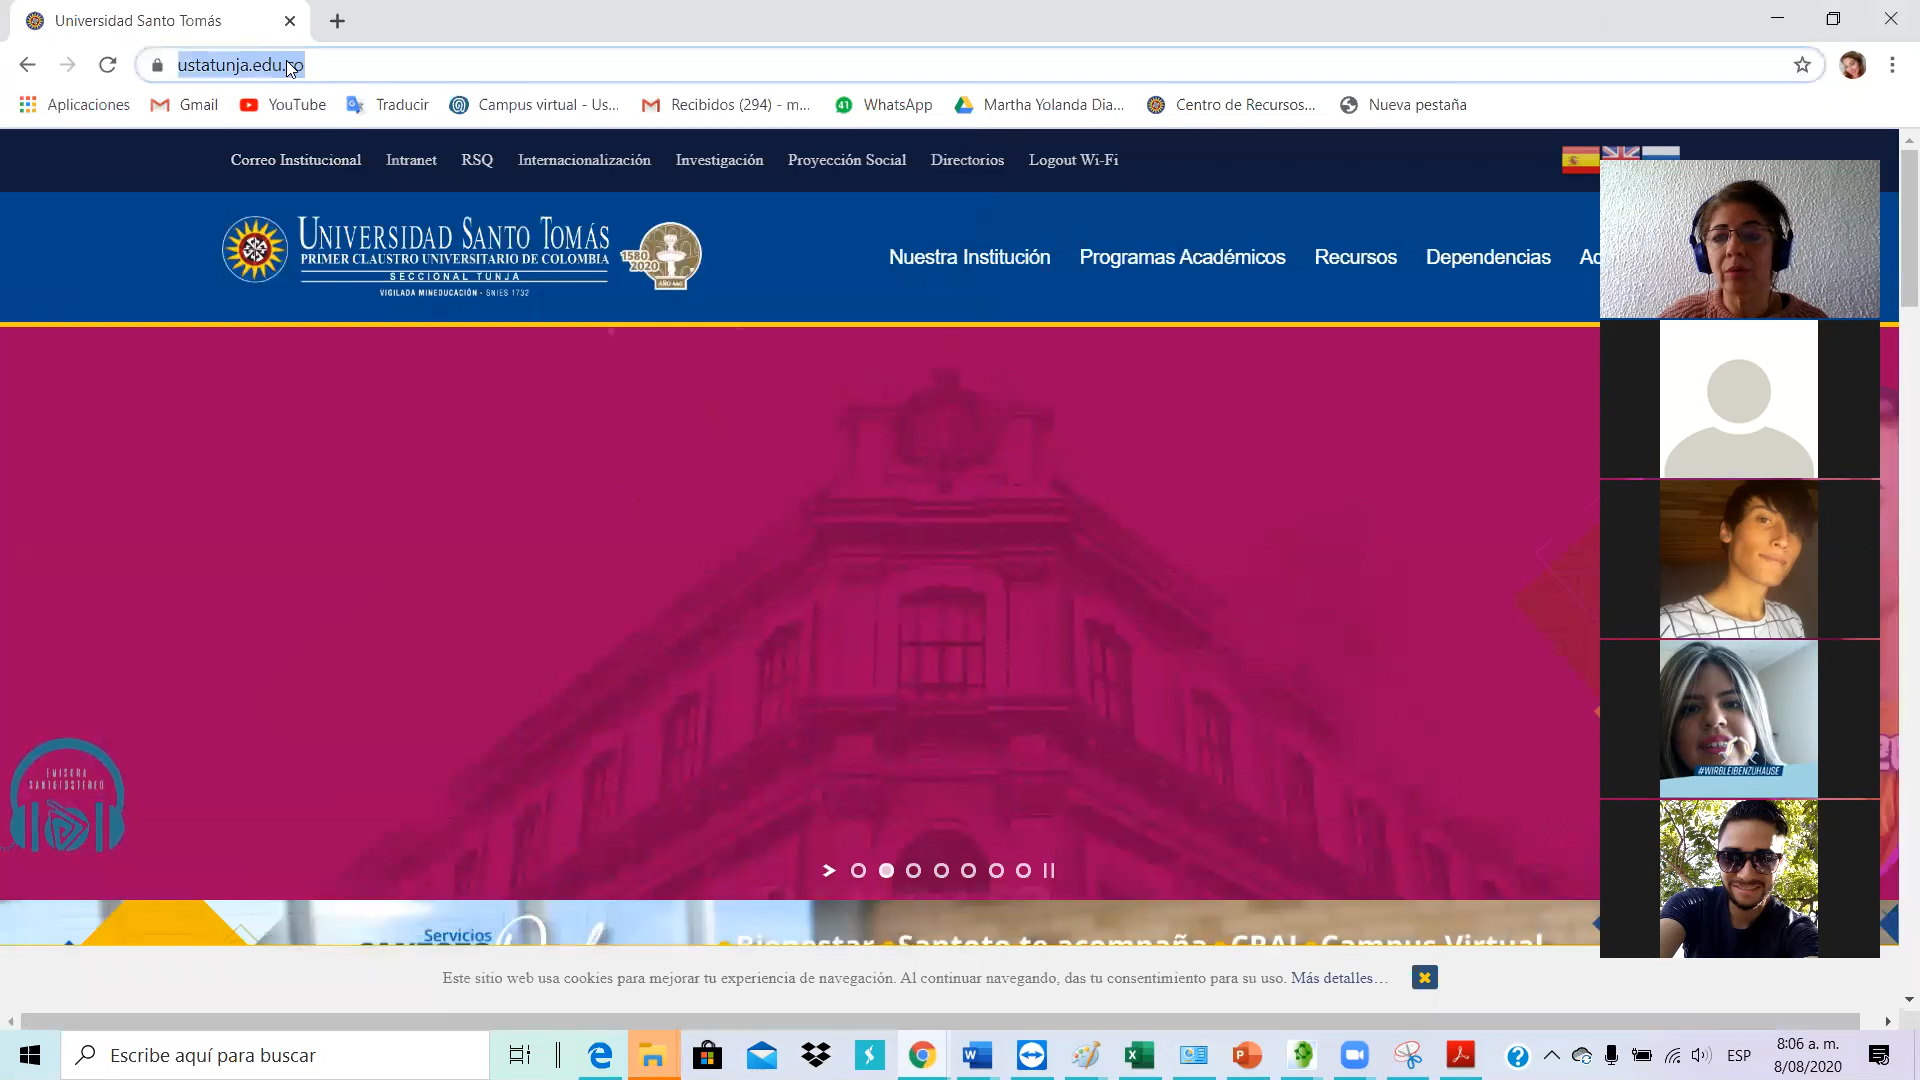 Universidad Santo Tomás
ustatunja.edu.co
Aplicaciones Gmail YouTube Traducir Campus virtual - Us... Recibidos (294) - m... 41 WhatsApp Martha Yolanda Dia... Centro de Recursos... Nueva pestaña
Correo Institucional Intranet RSQ Internacionalización Investigación Proyección Social Directorios Logout Wi-Fi
UNIVERSIDAD SANTO TOMÁS
PRIMER CLAUSTRO UNIVERSITARIO DE COLOMBIA
SECCIONAL TUNJA
VIGILADA MINEDUCACIÓN - SNIES 1732
1580
2020
AÑO 440
Nuestra Institución Programas Académicos Recursos Dependencias
#WIRBLEIBENZUHAUSE
EMISORA
SANTOTOSTEREO
Servicios
Bienestar • Santoto te acompaña • CRAI • Campus Virtual
Este sitio web usa cookies para mejorar tu experiencia de navegación. Al continuar navegando, das tu consentimiento para su uso. Más detalles...
Escribe aquí para buscar
ESP
8:06 a. m.
8/08/2020